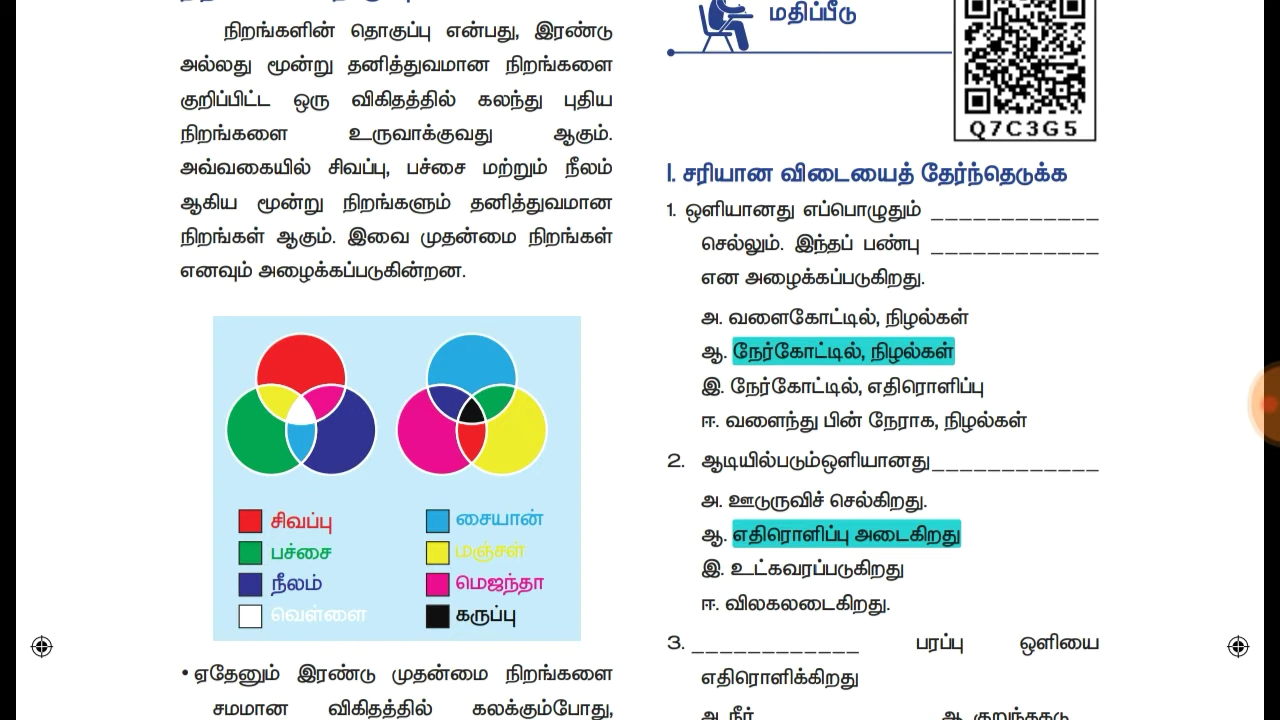 நிறங்களின் தொகுப்பு என்பது, இரண்டு
அல்லது மூன்று தனித்துவமான நிறங்களை
குறிப்பிட்ட ஒரு விகிதத்தில் கலந்து புதிய
நிறங்களை உருவாக்குவது ஆகும்.
அவ்வகையில் சிவப்பு, பச்சை மற்றும் நீலம்
ஆகிய மூன்று நிறங்களும் தனித்துவமான
நிறங்கள் ஆகும். இவை முதன்மை நிறங்கள்
எனவும் அழைக்கப்படுகின்றன.
சிவப்பு
பச்சை
நீலம்
வெள்ளை
சையான்
மஞ்சள்
மெஜந்தா
கருப்பு
• ஏதேனும் இரண்டு முதன்மை நிறங்களை
சமமான விகிதத்தில் கலக்கும்போது,
மதிப்பீடு
Q7C3G5
I. சரியான விடையைத் தேர்ந்தெடுக்க
1. ஒளியானது எப்பொழுதும் ____________
செல்லும். இந்தப் பண்பு ____________
என அழைக்கப்படுகிறது.
அ. வளைகோட்டில், நிழல்கள்
ஆ. நேர்கோட்டில், நிழல்கள்
இ. நேர்கோட்டில், எதிரொளிப்பு
ஈ. வளைந்து பின் நேராக, நிழல்கள்
2. ஆடியில்படும்ஒளியானது____________
அ. ஊடுருவிச் செல்கிறது.
ஆ. எதிரொளிப்பு அடைகிறது
இ. உட்கவரப்படுகிறது
ஈ. விலகலடைகிறது.
3. ____________ பரப்பு ஒளியை
எதிரொளிக்கிறது
அ. நீர்